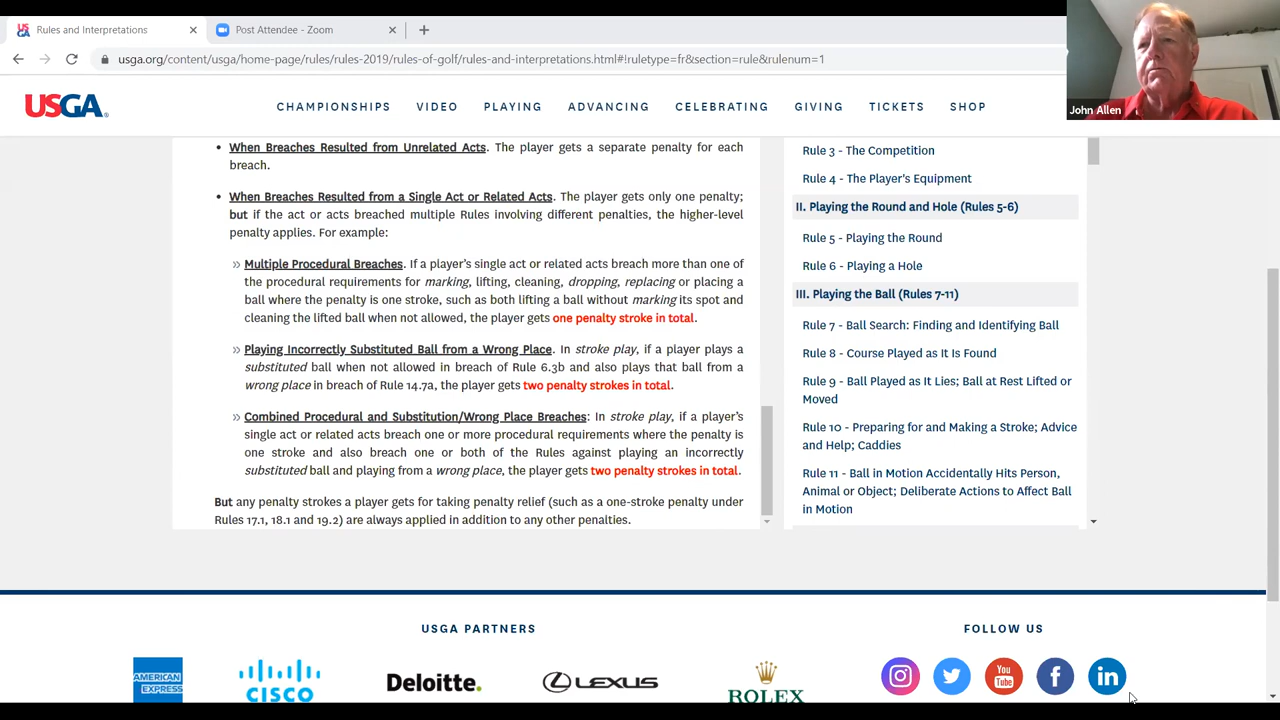 Rules and Interpretations
Post Attendee - Zoom
usga.org/content/usga/home-page/rules/rules-2019/rules-of-golf/rules-and-interpretations.html#!ruletype=fr&section=rule&rulenum=1
John Allen
USGA
CHAMPIONSHIPS VIDEO PLAYING ADVANCING CELEBRATING GIVING TICKETS SHOP
• When Breaches Resulted from Unrelated Acts. The player gets a separate penalty for each
breach.
• When Breaches Resulted from a Single Act or Related Acts. The player gets only one penalty;
but if the act or acts breached multiple Rules involving different penalties, the higher-level
penalty applies. For example:
» Multiple Procedural Breaches. If a player's single act or related acts breach more than one of
the procedural requirements for marking, lifting, cleaning, dropping, replacing or placing a
ball where the penalty is one stroke, such as both lifting a ball without marking its spot and
cleaning the lifted ball when not allowed, the player gets one penalty stroke in total.
» Playing Incorrectly Substituted Ball from a Wrong Place. In stroke play, if a player plays a
substituted ball when not allowed in breach of Rule 6.3b and also plays that ball from a
wrong place in breach of Rule 14.7a, the player gets two penalty strokes in total.
» Combined Procedural and Substitution/Wrong Place Breaches: In stroke play, if a player's
single act or related acts breach one or more procedural requirements where the penalty is
one stroke and also breach one or both of the Rules against playing an incorrectly
substituted ball and playing from a wrong place, the player gets two penalty strokes in total.
But any penalty strokes a player gets for taking penalty relief (such as a one-stroke penalty under
Rules 17.1, 18.1 and 19.2) are always applied in addition to any other penalties.
Rule 3 - The Competition
Rule 4 - The Player's Equipment
II. Playing the Round and Hole (Rules 5-6)
Rule 5 - Playing the Round
Rule 6 - Playing a Hole
III. Playing the Ball (Rules 7-11)
Rule 7 - Ball Search: Finding and Identifying Ball
Rule 8 - Course Played as It Is Found
Rule 9 - Ball Played as It Lies; Ball at Rest Lifted or
Moved
Rule 10 - Preparing for and Making a Stroke; Advice
and Help; Caddies
Rule 11 - Ball in Motion Accidentally Hits Person,
Animal or Object; Deliberate Actions to Affect Ball
in Motion
USGA PARTNERS
FOLLOW US
AMERICAN
EXPRESS
CISCO
Deloitte.
LEXUS
ROLEX
You
Tube
in